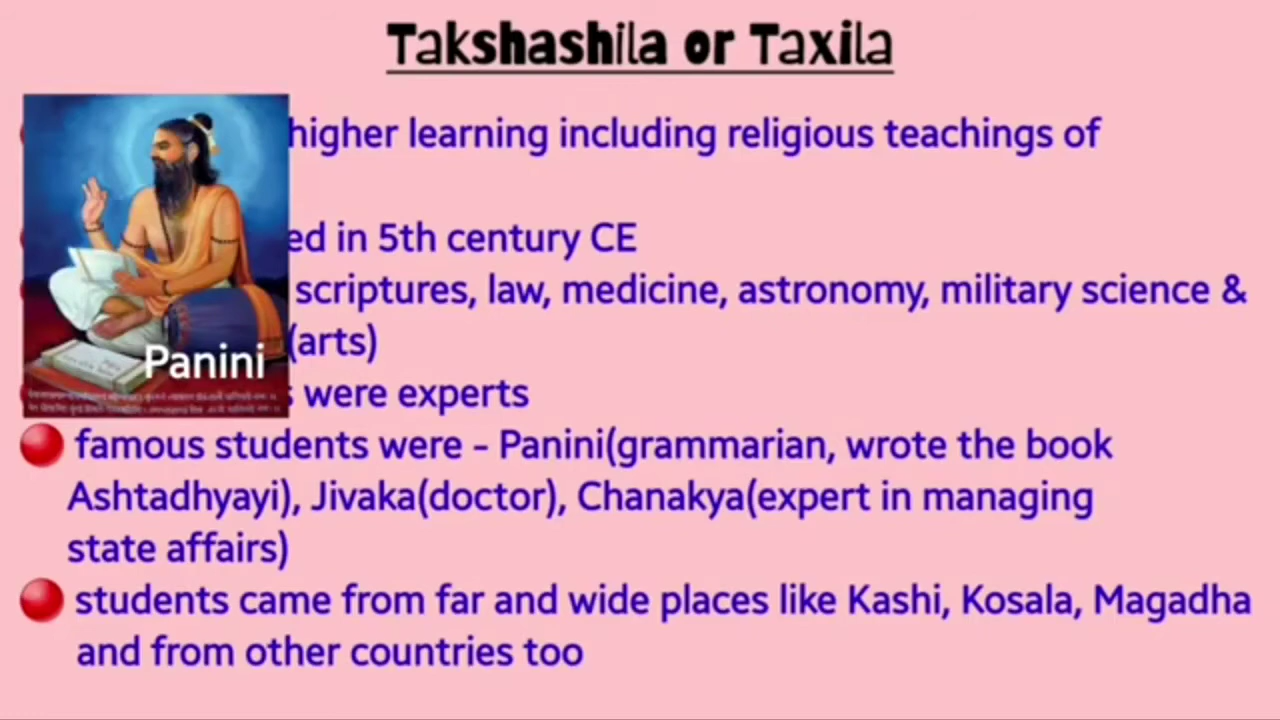 Takshashila or Taxila
higher learning including religious teachings of
ed in 5th century CE
scriptures, law, medicine, astronomy, military science &
(arts)
Panini
were experts
famous students were - Panini(grammarian, wrote the book
Ashtadhyayi), Jivaka(doctor), Chanakya(expert in managing
state affairs)
students came from far and wide places like Kashi, Kosala, Magadha
and from other countries too